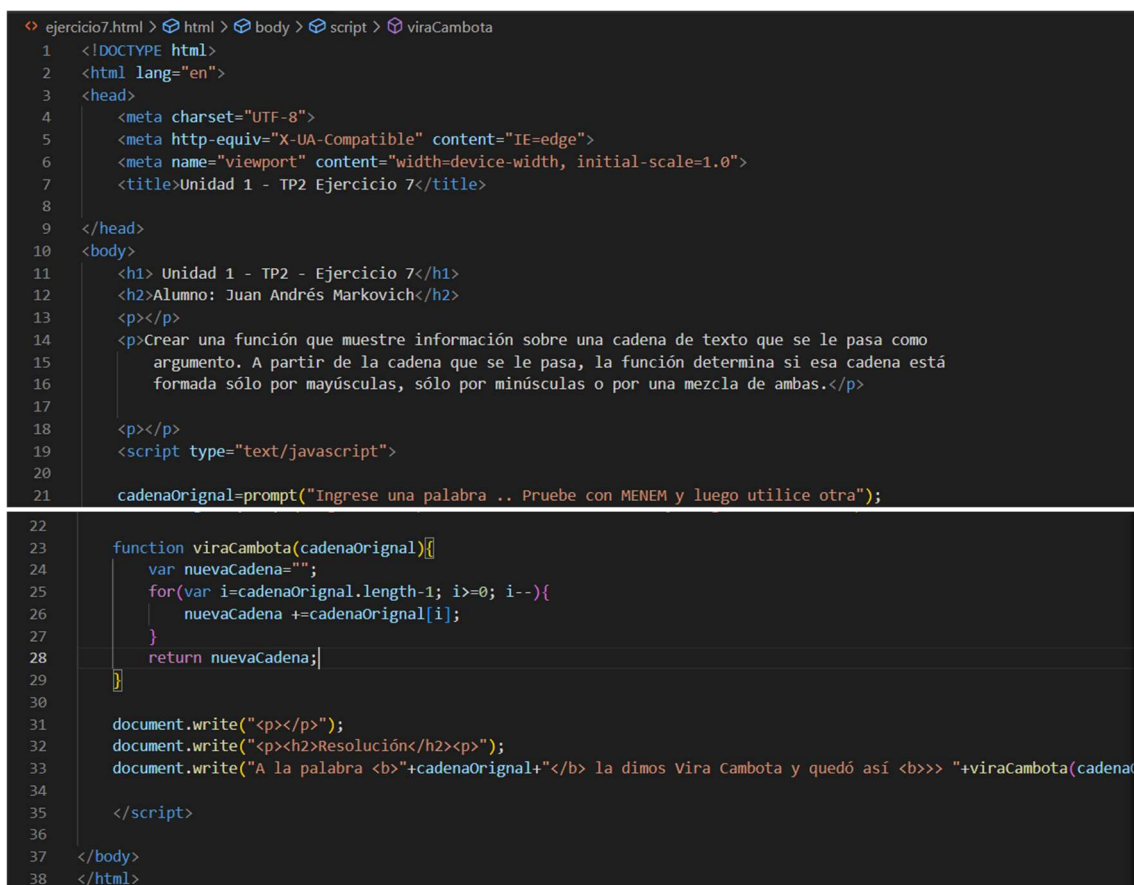 ejercicio7.html > html > body > script > viraCambota
1 <!DOCTYPE html>
2 <html lang="en">
3 <head>
4 <meta charset="UTF-8">
5 <meta http-equiv="X-UA-Compatible" content="IE=edge">
6 <meta name="viewport" content="width=device-width, initial-scale=1.0">
7 <title>Unidad 1 - TP2 Ejercicio 7</title>
8
9 </head>
10 <body>
11 <h1> Unidad 1 - TP2 - Ejercicio 7</h1>
12 <h2>Alumno: Juan Andrés Markovich</h2>
13 <p></p>
14 <p>Crear una función que muestre información sobre una cadena de texto que se le pasa como
15 argumento. A partir de la cadena que se le pasa, la función determina si esa cadena está
16 formada sólo por mayúsculas, sólo por minúsculas o por una mezcla de ambas.</p>
17
18 <p></p>
19 <script type="text/javascript">
20
21 cadenaOrignal=prompt("Ingrese una palabra .. Pruebe con MENEM y luego utilice otra");
22
23 function viraCambota(cadenaOrignal){
24 var nuevaCadena="";
25 for(var i=cadenaOrignal.length-1; i>=0; i--){
26 nuevaCadena +=cadenaOrignal[i];
27 }
28 return nuevaCadena;
29 }
30
31 document.write("<p></p>");
32 document.write("<p><h2>Resolución</h2><p>");
33 document.write("A la palabra <b>"+cadenaOrignal+"</b> la dimos Vira Cambota y quedó así <b>>> "+viraCambota(cadena
34
35 </script>
36
37 </body>
38 </html>